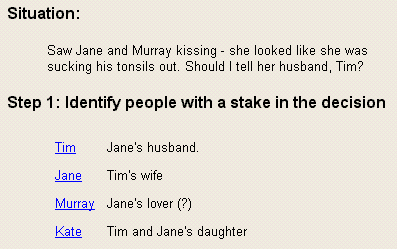 Situation:
Saw Jane and Murray kissing - she looked like she was
sucking his tonsils out. Should I tell her husband, Tim?
Step 1: Identify people with a stake in the decision
Tim Jane's husband.
Jane Tim's wife
Murray Jane's lover (?)
Kate Tim and Jane's daughter